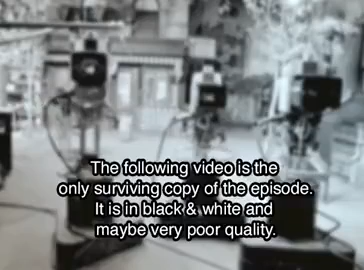 The following video is the
only surviving copy of the episode.
It is in black & white and
maybe very poor quality.